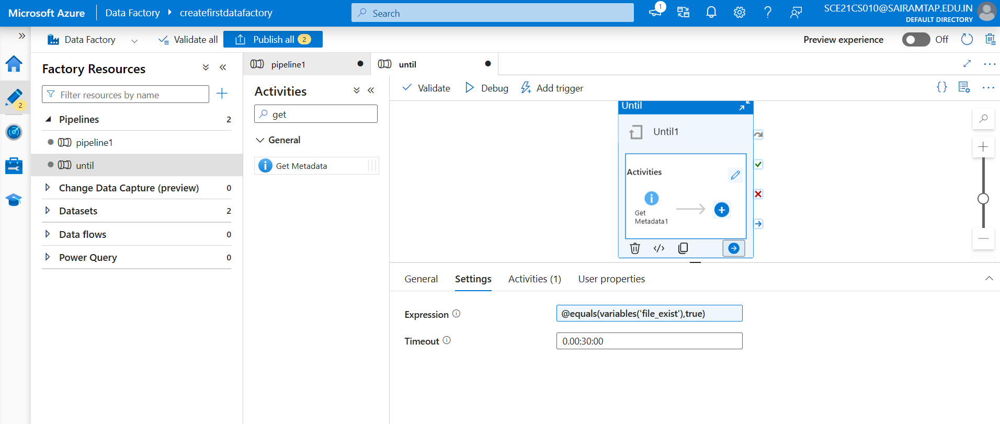 Microsoft Azure
Data Factory
createfirstdatafactory
Search
1
SCE21CS010@SAIRAMTAP.EDU.IN
DEFAULT DIRECTORY
Data Factory
Validate all
Publish all 2
Preview experience
Off
2
Factory Resources
Filter resources by name
Pipelines 2
pipeline1
until
Change Data Capture (preview) 0
Datasets 2
Data flows 0
Power Query 0
pipeline1
until
Activities
get
General
Get Metadata
Validate
Debug
Add trigger
{}
Until
Until1
Activities
Get
Metadata1
General
Settings
Activities (1)
User properties
Expression
@equals(variables('file_exist'),true)
Timeout
0.00:30:00